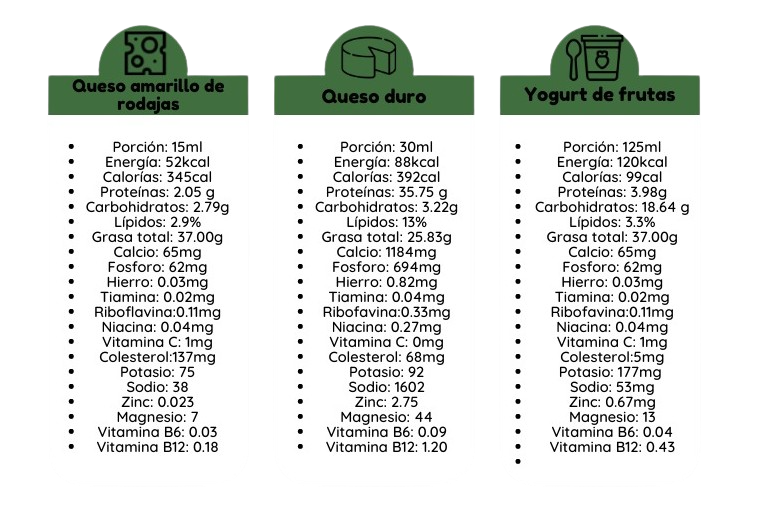 Queso amarillo de
rodajas
Porción: 15ml
Energía: 52kcal
Calorías: 345cal
Proteínas: 2.05 g
Carbohidratos: 2.79g
Lípidos: 2.9%
Grasa total: 37.00g
Calcio: 65mg
Fosforo: 62mg
Hierro: 0.03mg
Tiamina: 0.02mg
Riboflavina:0.11mg
Niacina: 0.04mg
Vitamina C: 1mg
Colesterol:137mg
Potasio: 75
Sodio: 38
Zinc: 0.023
Magnesio: 7
Vitamina B6: 0.03
Vitamina B12: 0.18
Queso duro
Porción: 30ml
Energía: 88kcal
Calorías: 392cal
Proteínas: 35.75 g
Carbohidratos: 3.22g
Lípidos: 13%
Grasa total: 25.83g
Calcio: 1184mg
Fosforo: 694mg
Hierro: 0.82mg
Tiamina: 0.04mg
Ribofavina:0.33mg
Niacina: 0.27mg
Vitamina C: 0mg
Colesterol: 68mg
Potasio: 92
Sodio: 1602
Zinc: 2.75
Magnesio: 44
Vitamina B6: 0.09
Vitamina B12: 1.20
Yogurt de frutas
Porción: 125ml
Energía: 120kcal
Calorías: 99cal
Proteínas: 3.98g
Carbohidratos: 18.64 g
Lípidos: 3.3%
Grasa total: 37.00g
Calcio: 65mg
Fosforo: 62mg
Hierro: 0.03mg
Tiamina: 0.02mg
Ribofavina:0.11mg
Niacina: 0.04mg
Vitamina C: 1mg
Colesterol:5mg
Potasio: 177mg
Sodio: 53mg
Zinc: 0.67mg
Magnesio: 13
Vitamina B6: 0.04
Vitamina B12: 0.43